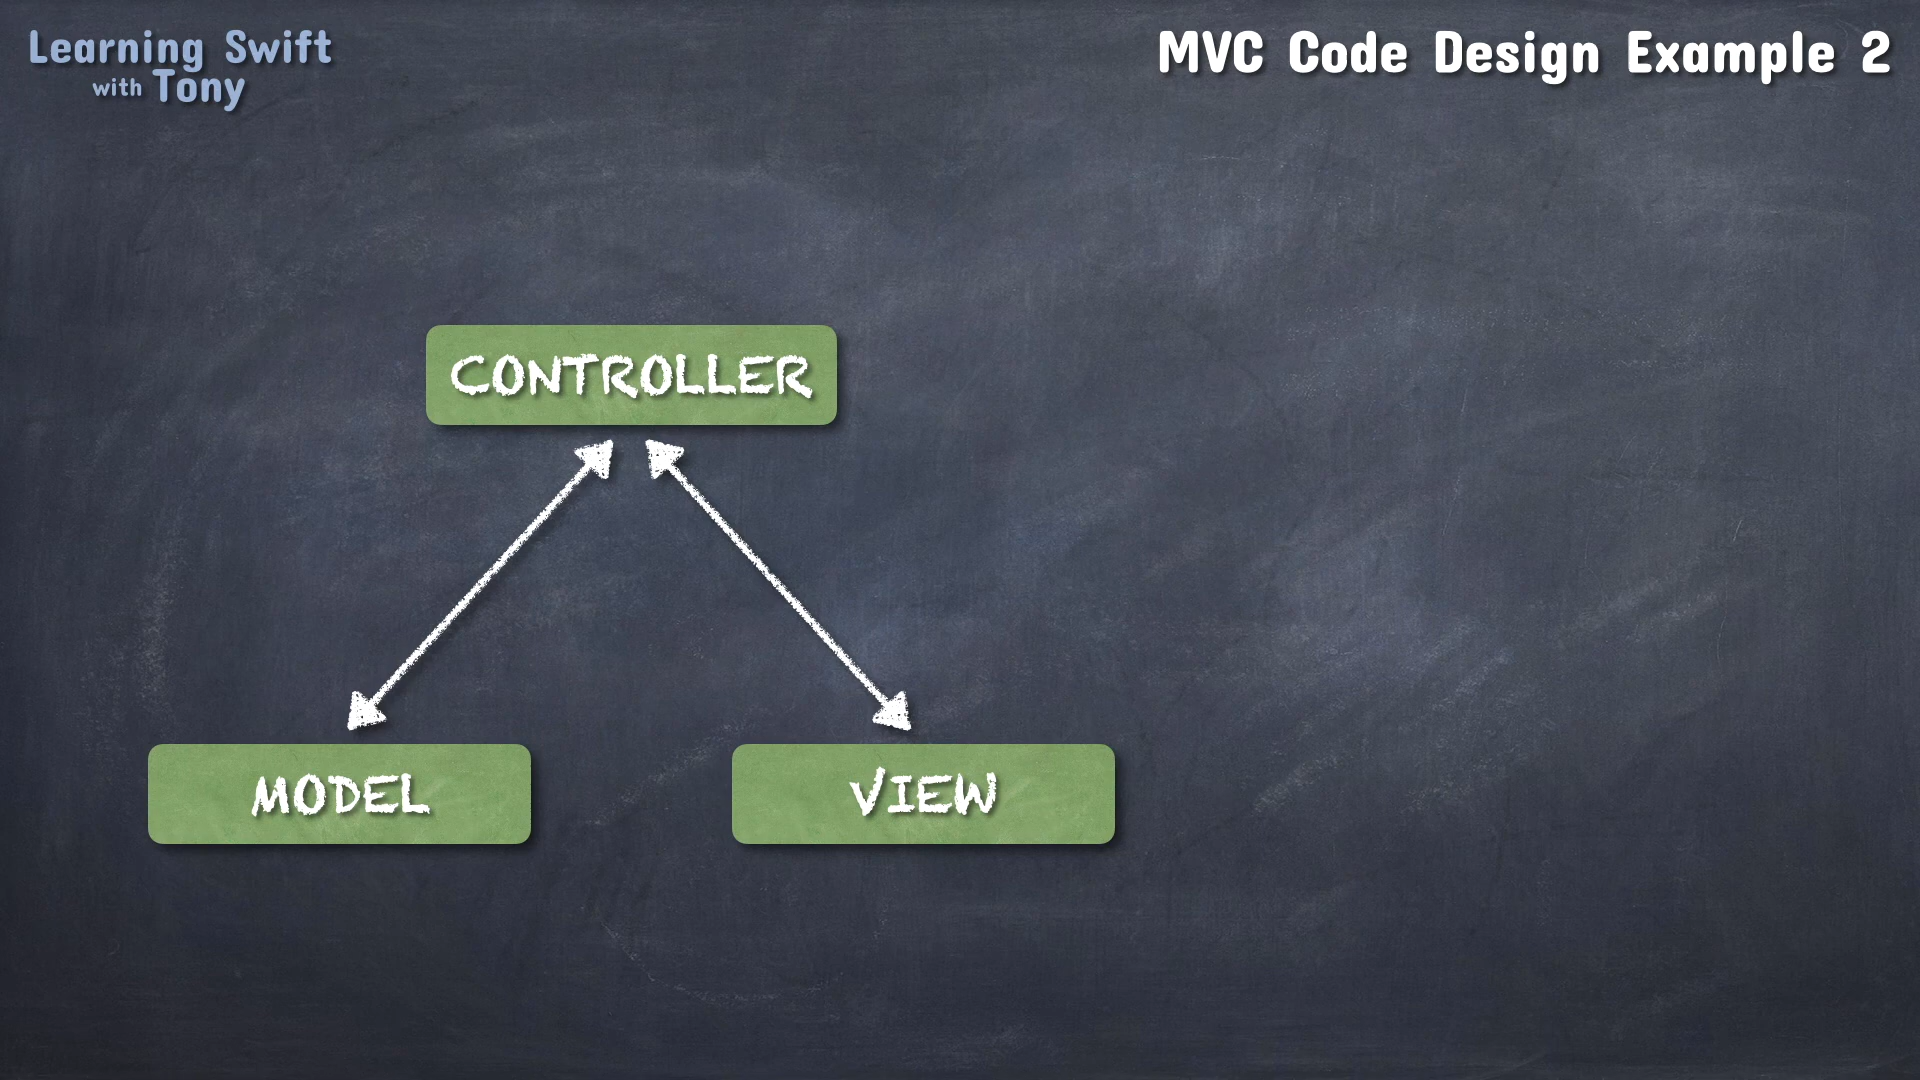 Learning Swift
with Tony
MVC Code Design Example 2
CONTROLLER
MODEL
VIEW